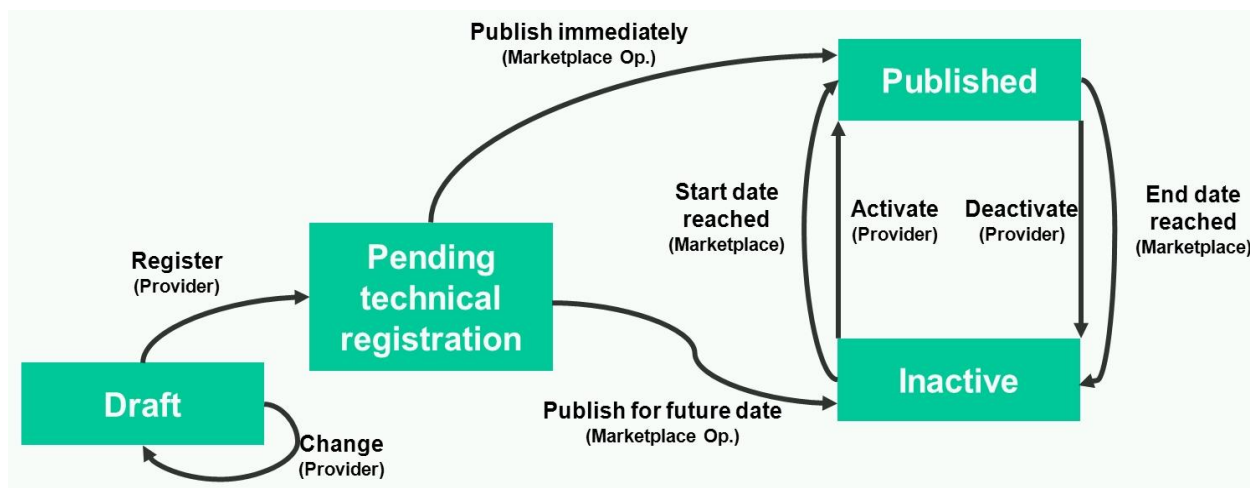 Publish immediately
(Marketplace Op.)
Published
Start date
reached
(Marketplace)
Activate
(Provider)
Deactivate
(Provider)
End date
reached
(Marketplace)
Register
(Provider)
Pending
technical
registration
Draft
Change
(Provider)
Publish for future date
(Marketplace Op.)
Inactive